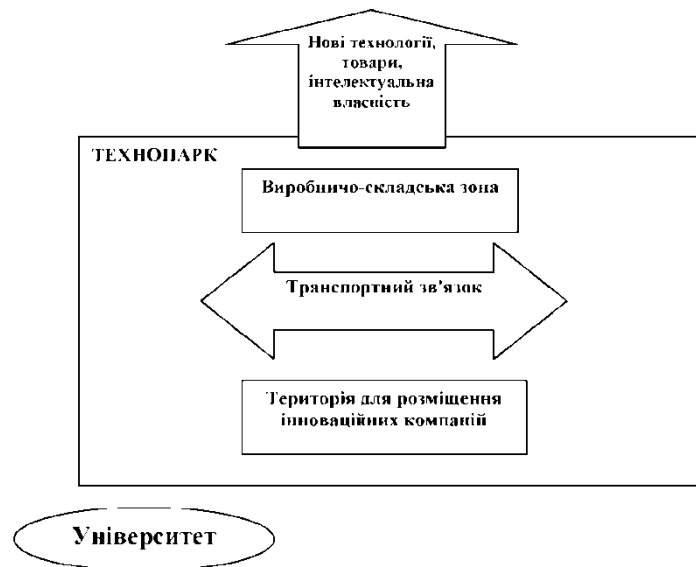 Нові технології,
товари,
інтелектуальна
власність
ТЕХНОПАРК
Виробничо-складська зона
Транспортний зв'язок
Територія для розміщення
інноваційних компаній
Університет